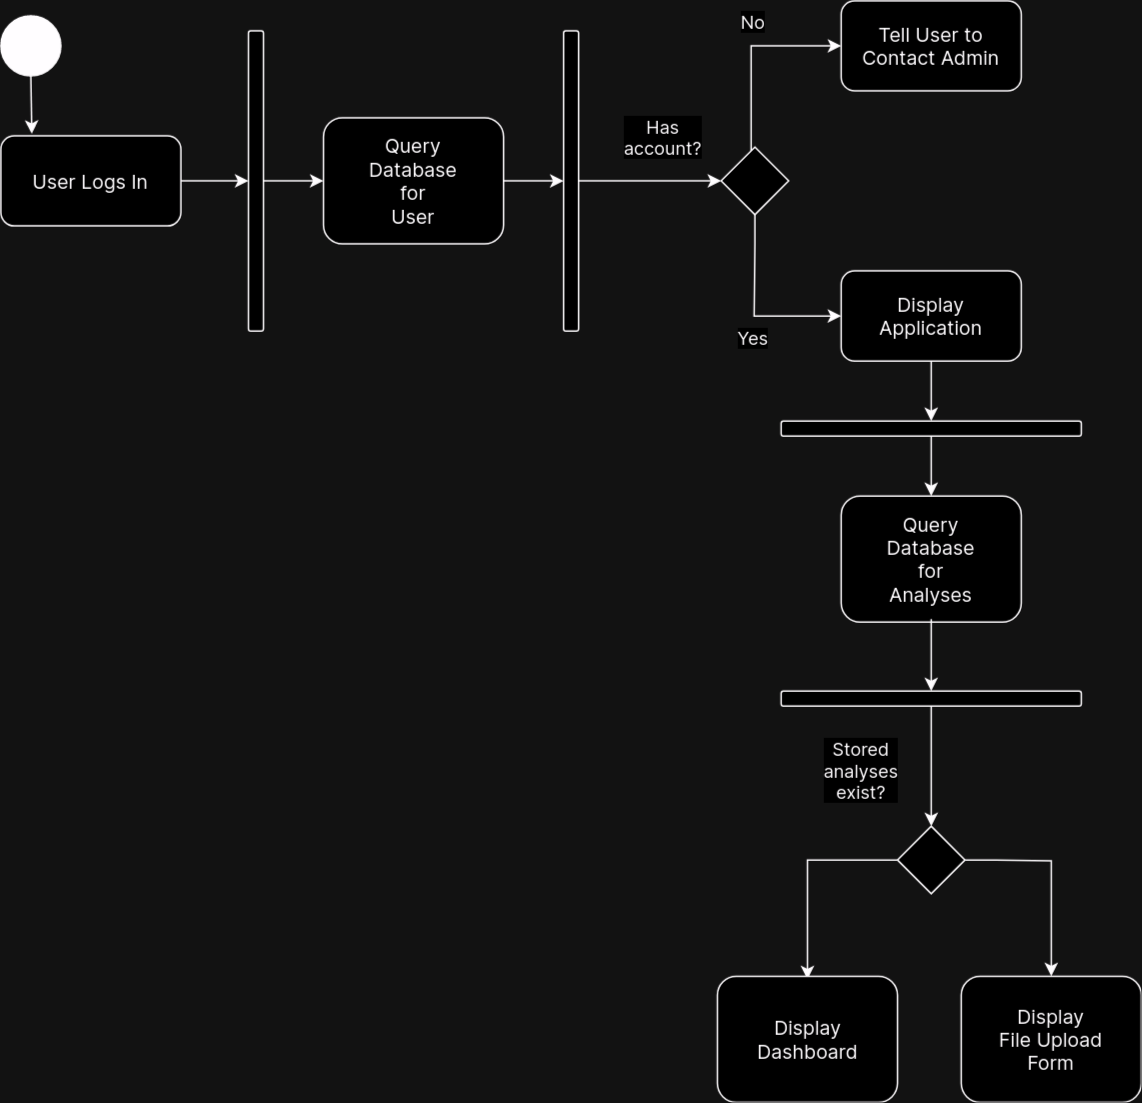 No
Tell User to
Contact Admin
Has
account?
User Logs In
Query
Database
for
User
Display
Application
Yes
Query
Database
for
Analyses
Stored
analyses
exist?
Display
Dashboard
Display
File Upload
Form